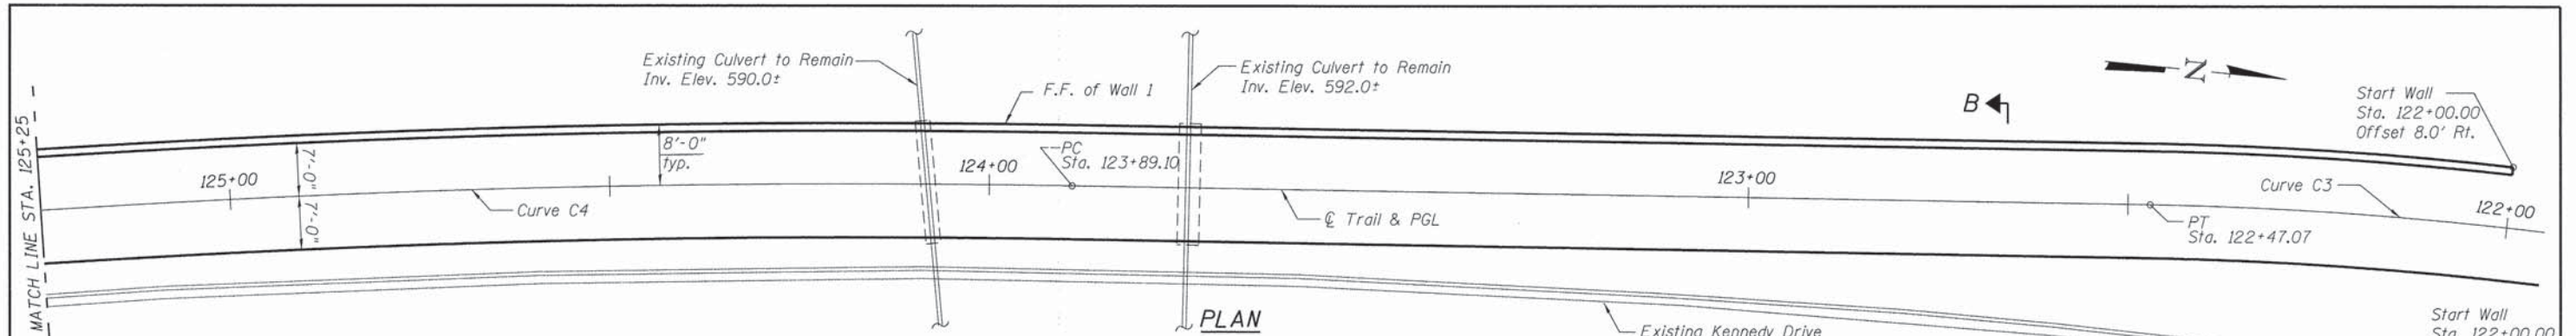 Existing Culvert to Remain
Inv. Elev. 590.0±
F.F. of Wall 1
Existing Culvert to Remain
Inv. Elev. 592.0±
N
B
Start Wall
Sta. 122+00.00
Offset 8.0' Rt.
MATCH LINE STA. 125+25
125+00
7'-0"
7'-0"
8'-0"
typ.
124+00
PC
Sta. 123+89.10
123+00
Curve C3
122+00
Curve C4
℄ Trail & PGL
PT
Sta. 122+47.07
PLAN
Existing Kennedy Drive
Start Wall
Sta. 122+00.00